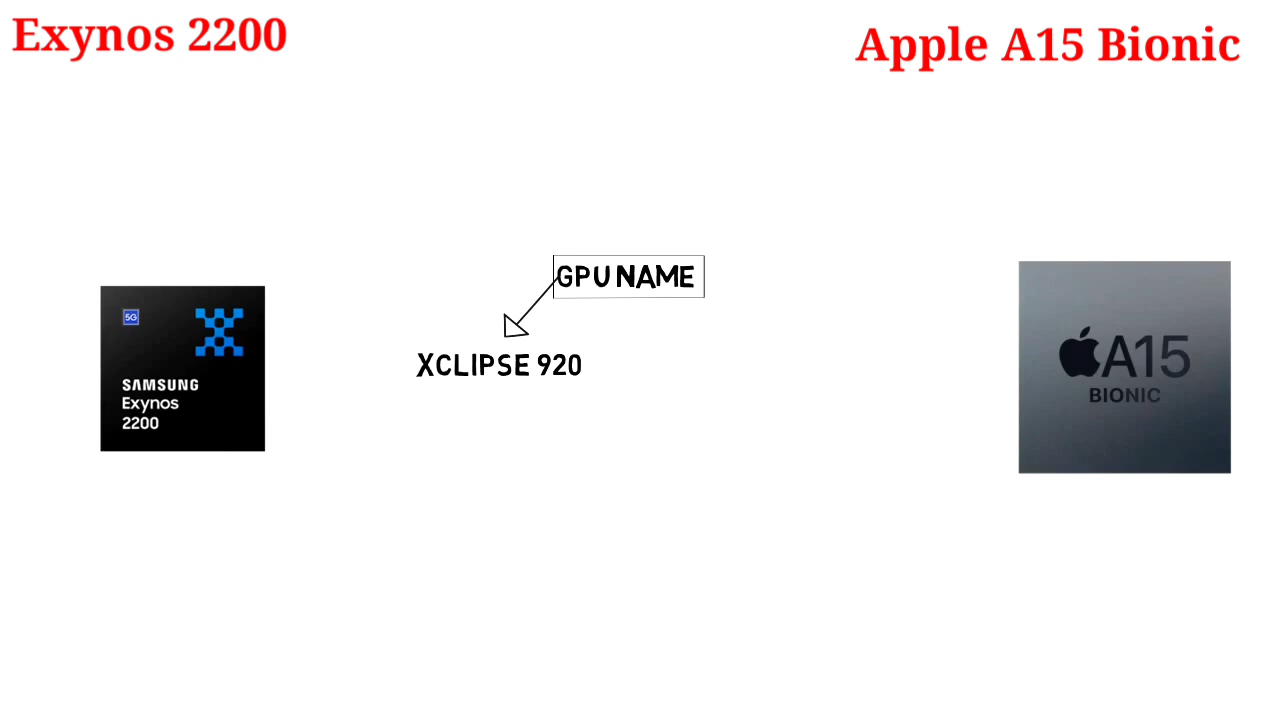 Exynos 2200
Apple A15 Bionic
GPU NAME
XCLIPSE 920
5G
SAMSUNG
Exynos
2200
A15
BIONIC